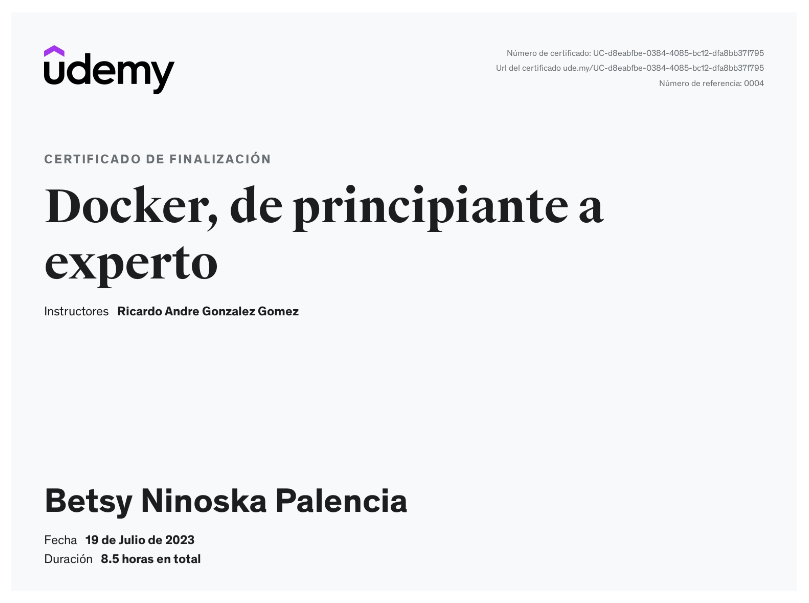 udemy
Número de certificado: UC-d8eabfbe-0384-4085-bc12-dfa8bb37f795
Url del certificado ude.my/UC-d8eabfbe-0384-4085-bc12-dfa8bb37f795
Número de referencia: 0004
CERTIFICADO DE FINALIZACIÓN
Docker, de principiante a
experto
Instructores Ricardo Andre Gonzalez Gomez
Betsy Ninoska Palencia
Fecha 19 de Julio de 2023
Duración 8.5 horas en total